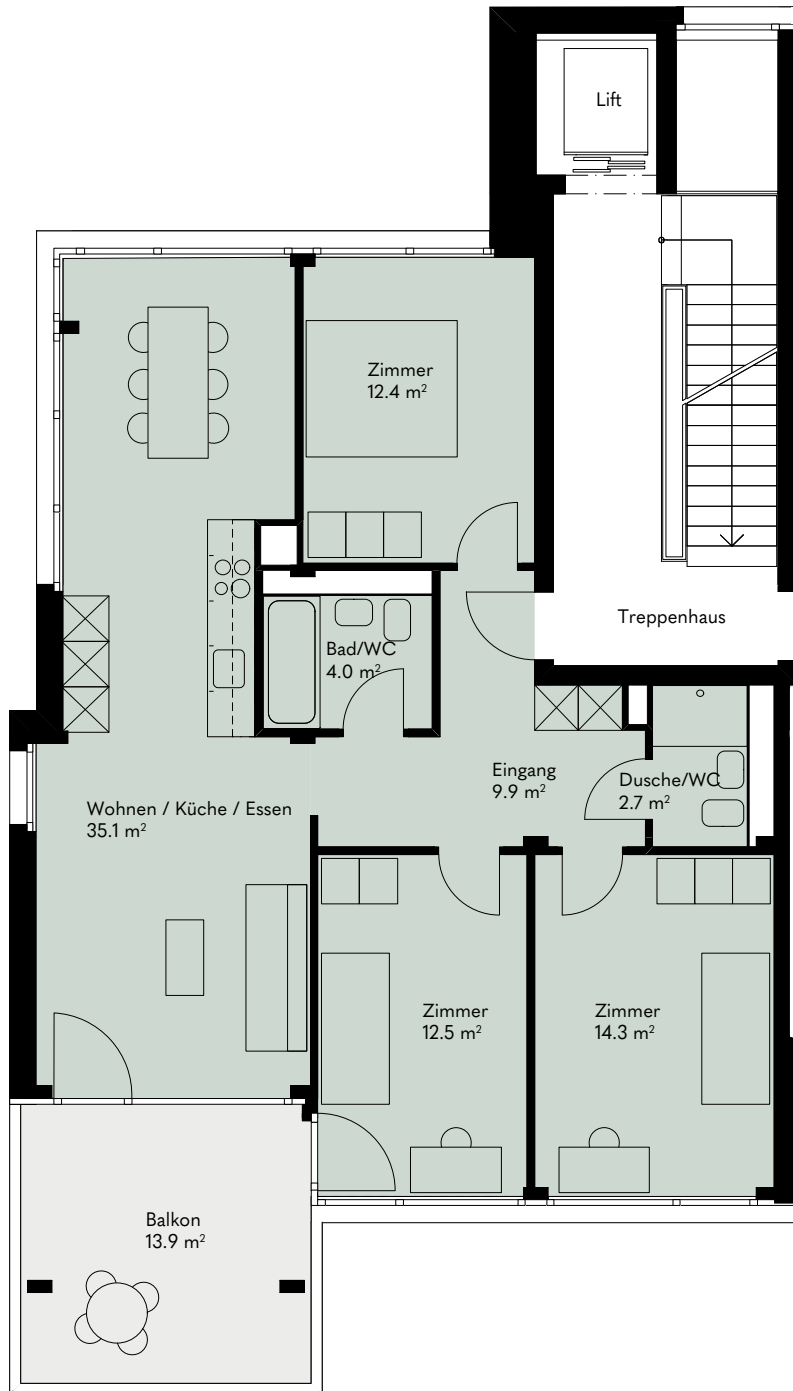 Lift
Zimmer
12.4 m²
Treppenhaus
Bad/WC
4.0 m²
Eingang
9.9 m²
Dusche/WC
2.7 m²
Wohnen / Küche / Essen
35.1 m²
Zimmer
12.5 m²
Zimmer
14.3 m²
Balkon
13.9 m²